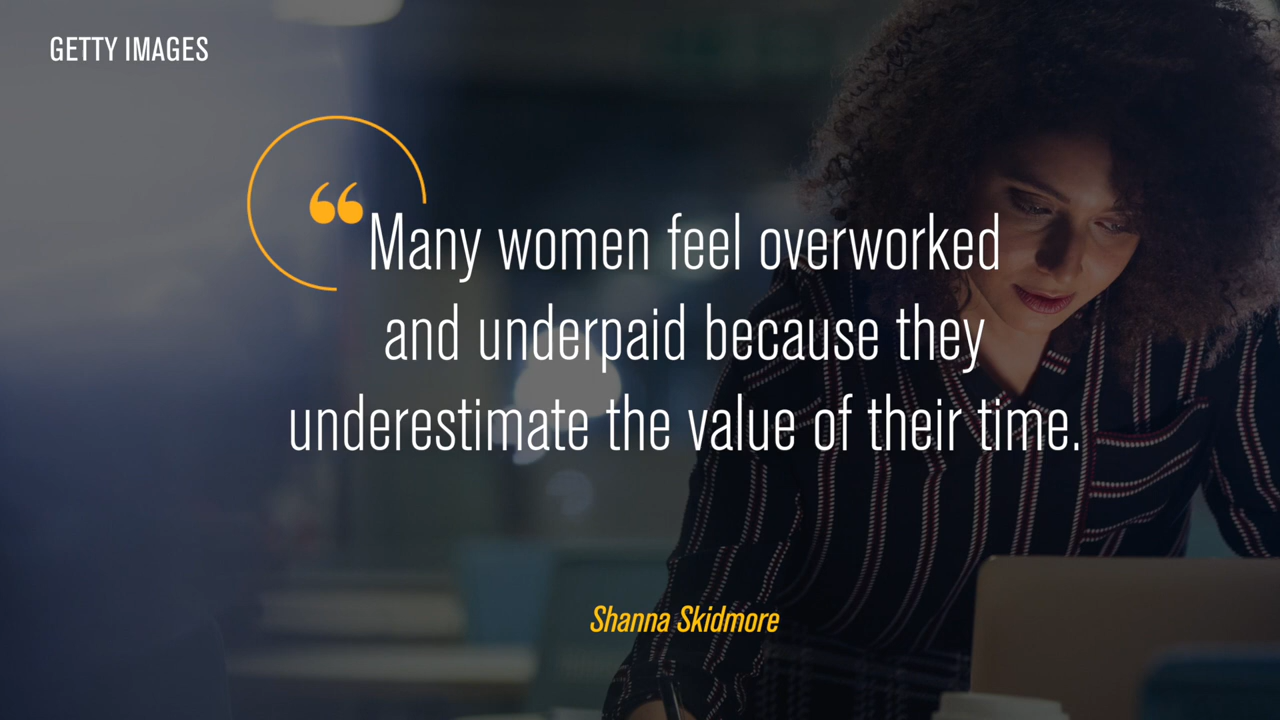 GETTY IMAGES
“Many women feel overworked
and underpaid because they
underestimate the value of their time.
Shanna Skidmore